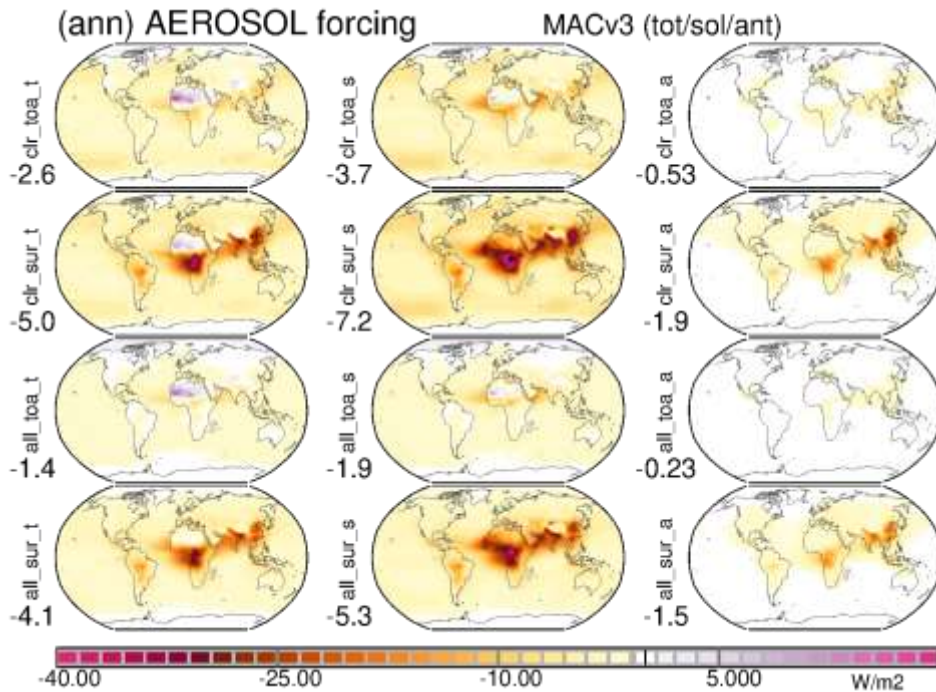 (ann) AEROSOL forcing MACv3 (tot/sol/ant)
clr_toa_t clr_toa_s clr_toa_a
-2.6 -3.7 -0.53
clr_sur_t clr_sur_s clr_sur_a
-5.0 -7.2 -1.9
all_toa_t all_toa_s all_toa_a
-1.4 -1.9 -0.23
all_sur_t all_sur_s all_sur_a
-4.1 -5.3 -1.5
-40.00 -25.00 -10.00 5.000 W/m2